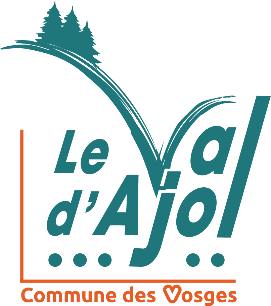 Le Val
d'Ajol
Commune des Vosges